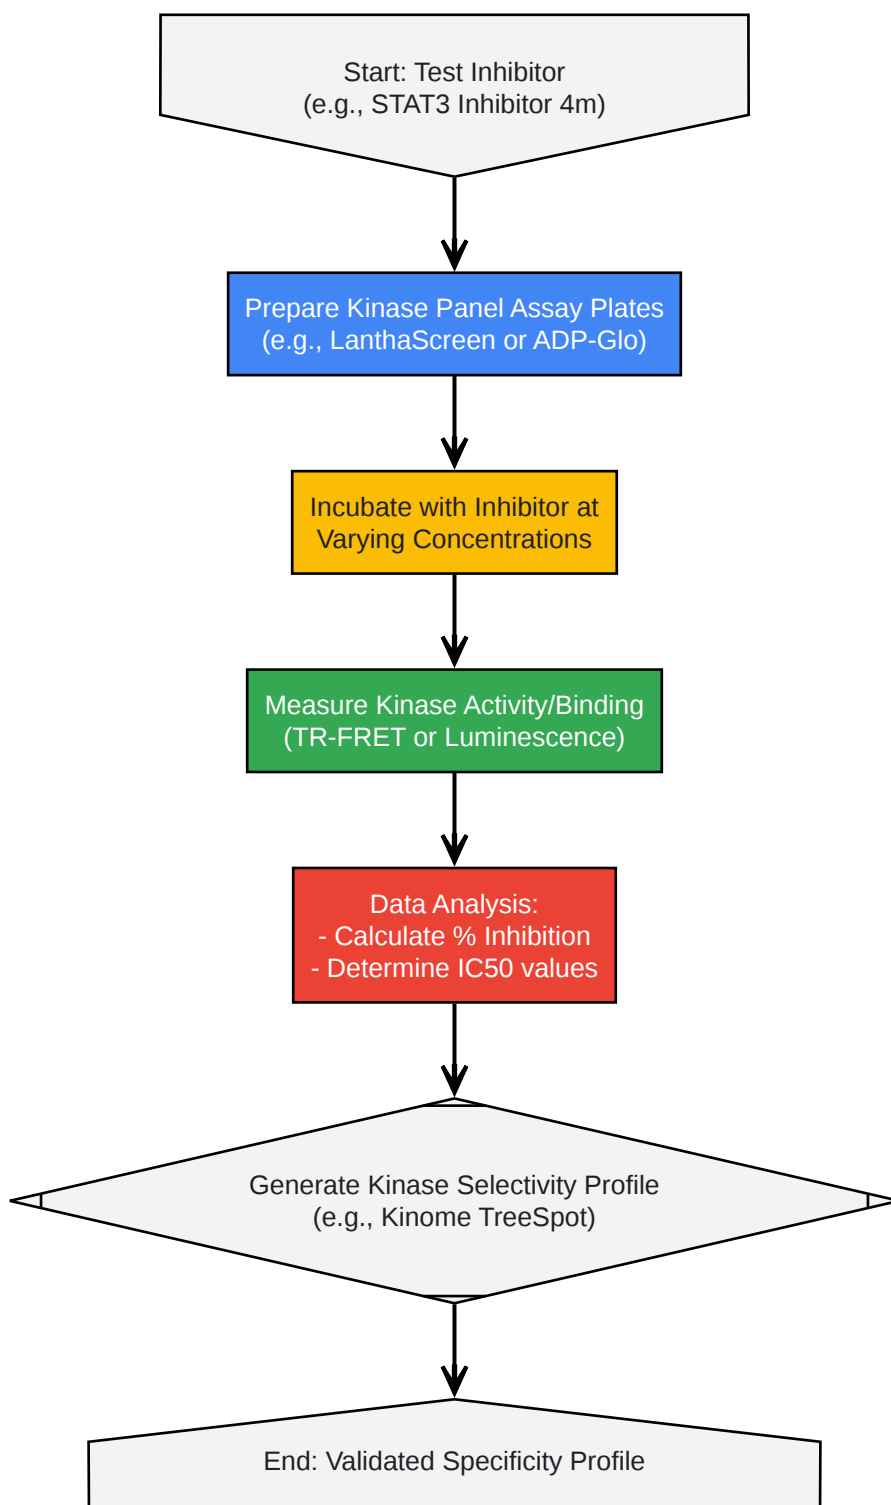 Start: Test Inhibitor
(e.g., STAT3 Inhibitor 4m)
Prepare Kinase Panel Assay Plates
(e.g., LanthaScreen or ADP-Glo)
Incubate with Inhibitor at
Varying Concentrations
Measure Kinase Activity/Binding
(TR-FRET or Luminescence)
Data Analysis:
- Calculate % Inhibition
- Determine IC50 values
Generate Kinase Selectivity Profile
(e.g., Kinome TreeSpot)
End: Validated Specificity Profile